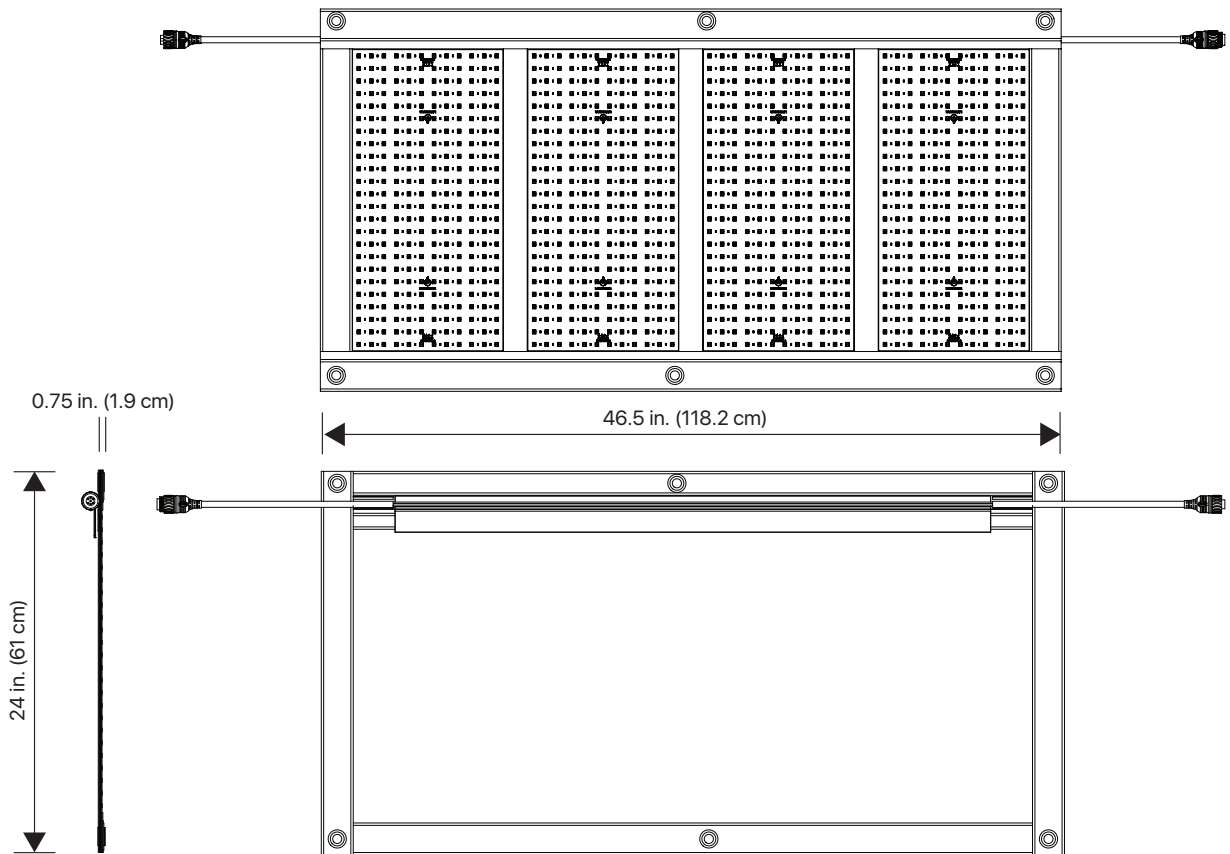 0.75 in. (1.9 cm)
46.5 in. (118.2 cm)
24 in. (61 cm)